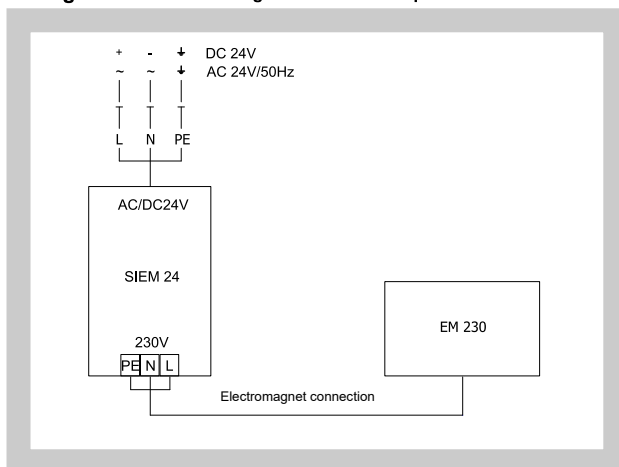 + - ⏚ DC 24V
~ ~ ⏚ AC 24V/50Hz
L N PE
AC/DC24V
SIEM 24
230V
PE N L
EM 230
Electromagnet connection